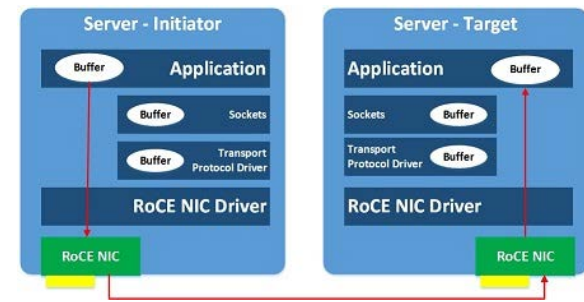 Server - Initiator
Buffer
Application
Buffer
Sockets
Buffer
Transport
Protocol Driver
RoCE NIC Driver
RoCE NIC
Server - Target
Application
Buffer
Sockets
Buffer
Transport
Protocol Driver
Buffer
RoCE NIC Driver
RoCE NIC